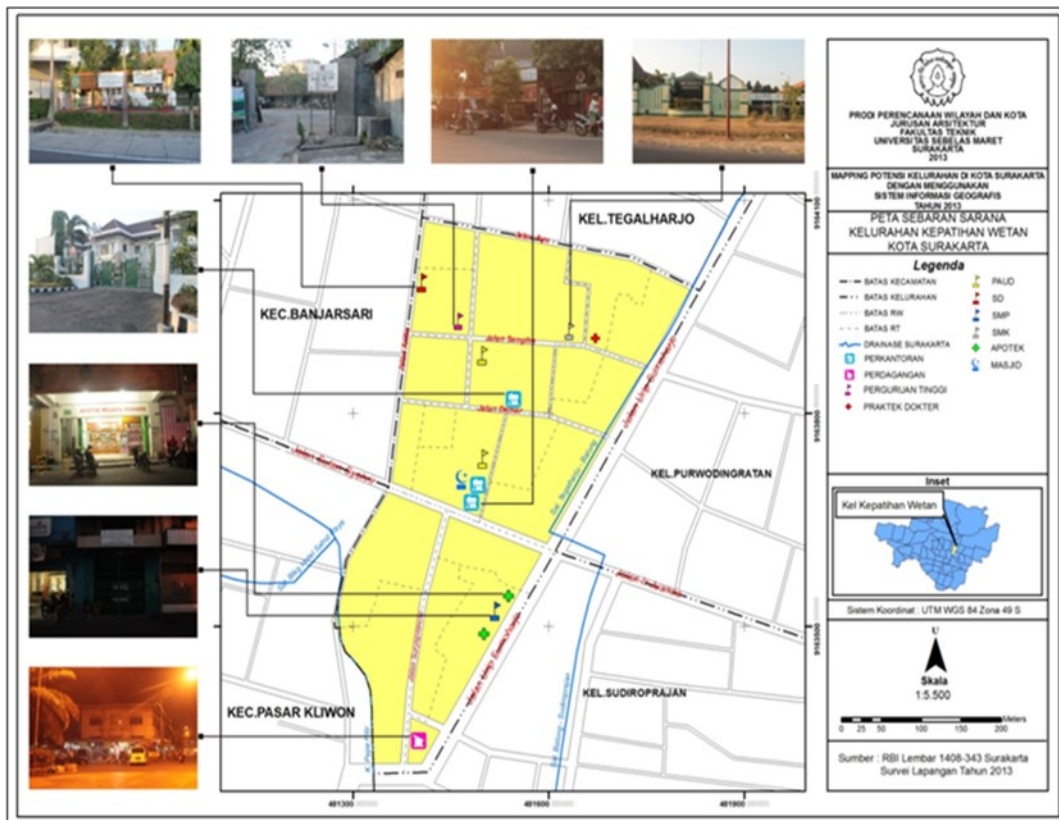 PRODI PERENCANAAN WILAYAH DAN KOTA
JURUSAN ARSITEKTUR
FAKULTAS TEKNIK
UNIVERSITAS SEBELAS MARET
SURAKARTA
2013
MAPPING POTENSI KELURAHAN DI KOTA SURAKARTA
DENGAN MENGGUNAKAN
SISTEM INFORMASI GEOGRAFIS
TAHUN 2013
PETA SEBARAN SARANA
KELURAHAN KEPATIHAN WETAN
KOTA SURAKARTA
Legenda
BATAS KECAMATAN
BATAS KELURAHAN
BATAS RW
BATAS RT
DRAINASE SURAKARTA
PERKANTORAN
PERDAGANGAN
PERGURUAN TINGGI
PRAKTEK DOKTER
PAUD
SD
SMP
SMK
APOTEK
MASJID
Inset
Kel Kepatihan Wetan
Sistem Koordinat : UTM WGS 84 Zona 49 S
U
Skala
1:5.500
0 25 50 100 150 200 Meters
Sumber : RBI Lembar 1408-343 Surakarta
Survei Lapangan Tahun 2013
KEL.TEGALHARJO
KEC.BANJARSARI
KEL.PURWODINGRATAN
KEC.PASAR KLIWON
KEL.SUDIROPRAJAN
Jalan
Jalan
Jalan
Jalan
9164100
9163800
9163500
481300
481600
481900